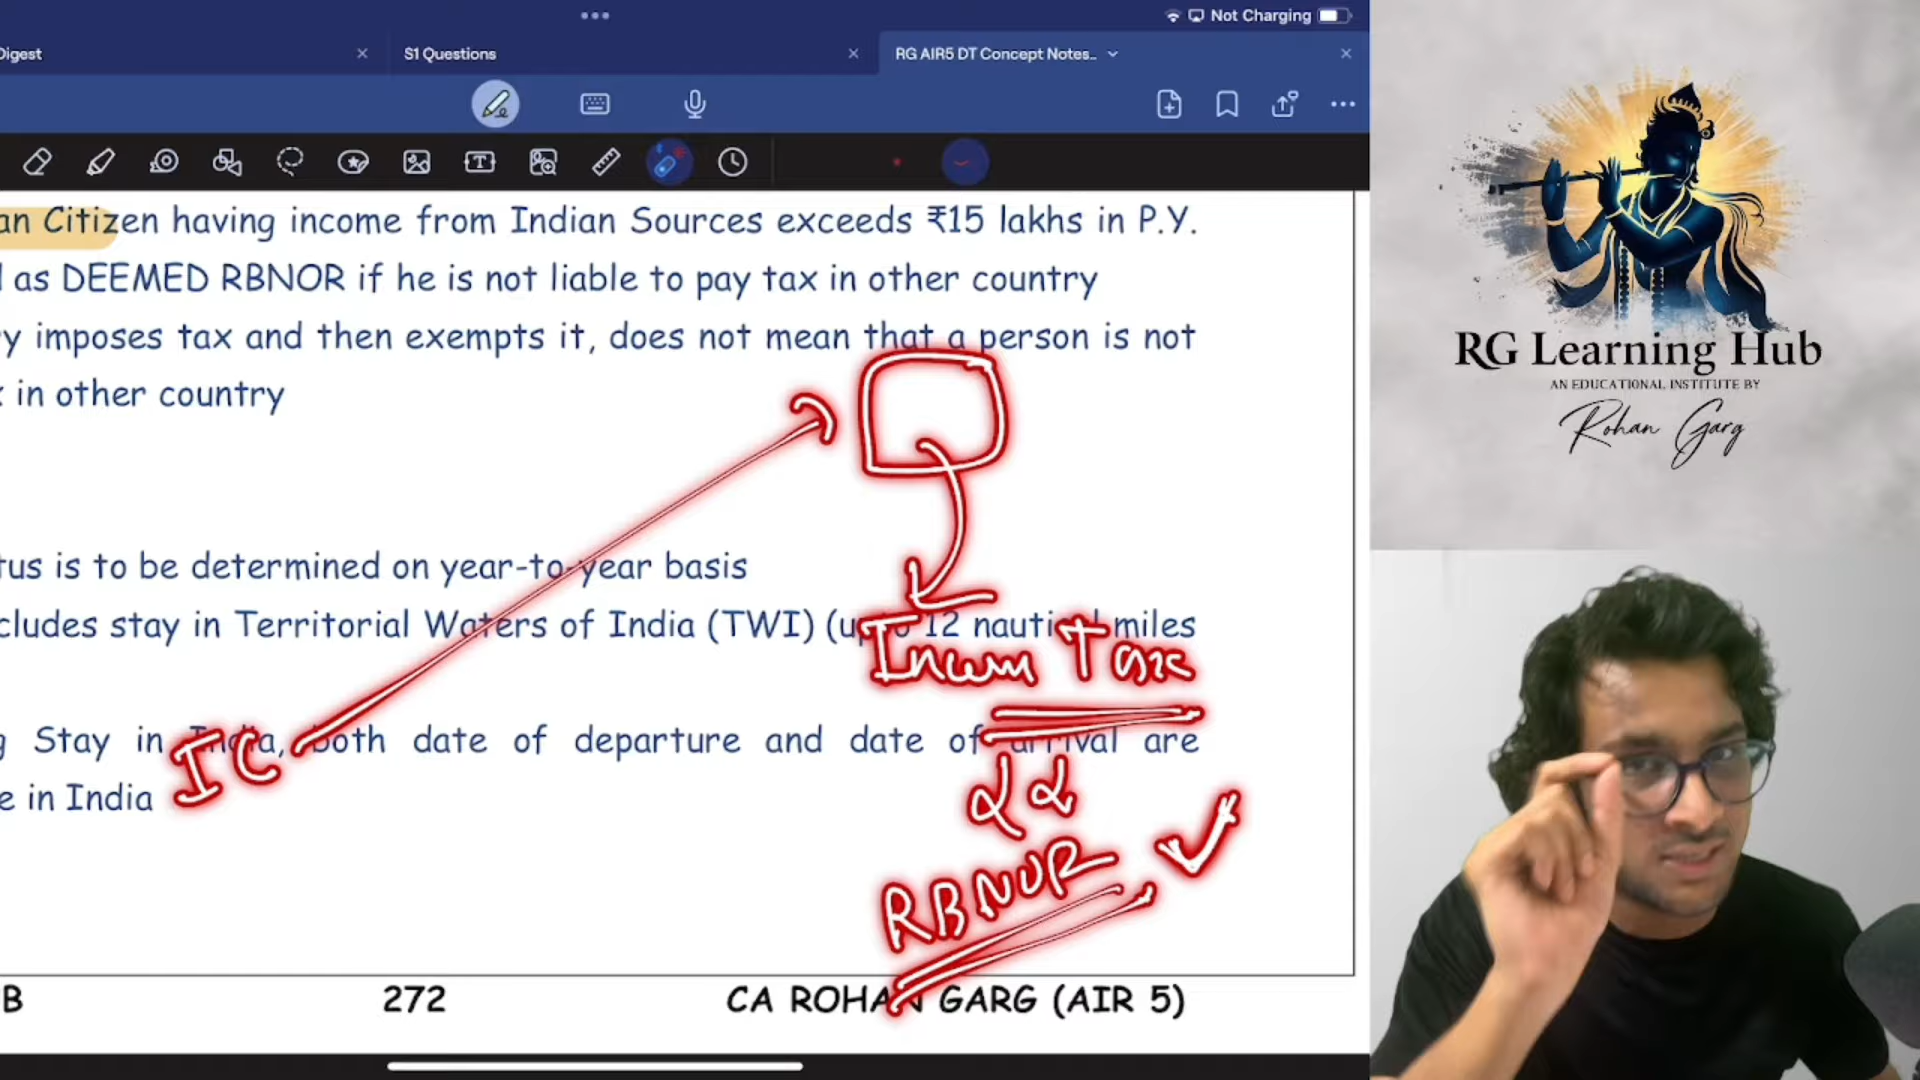 Not Charging
Digest
S1 Questions
RG AIR5 DT Concept Notes..
an Citizen having income from Indian Sources exceeds ₹15 lakhs in P.Y.
as DEEMED RBNOR if he is not liable to pay tax in other country
y imposes tax and then exempts it, does not mean that a person is not
in other country
tus is to be determined on year-to-year basis
cludes stay in Territorial Waters of India (TWI) (upto 12 nautical miles
Incum Tax
g Stay in India, both date of departure and date of arrival are
IC
e in India
RBNOR
B
272
CA ROHAN GARG (AIR 5)
RG Learning Hub
AN EDUCATIONAL INSTITUTE BY
Rohan Garg